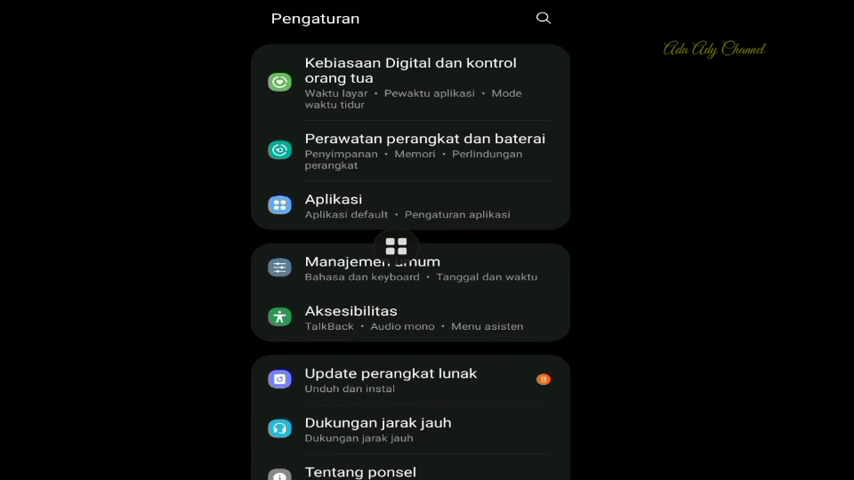 Pengaturan
Ada Ady Channel
Kebiasaan Digital dan kontrol
orang tua
Waktu layar • Pewaktu aplikasi • Mode
waktu tidur
Perawatan perangkat dan baterai
Penyimpanan • Memori • Perlindungan
perangkat
Aplikasi
Aplikasi default • Pengaturan aplikasi
Manajemen umum
Bahasa dan keyboard • Tanggal dan waktu
Aksesibilitas
TalkBack • Audio mono • Menu asisten
Update perangkat lunak
Unduh dan instal
Dukungan jarak jauh
Dukungan jarak jauh
Tentang ponsel